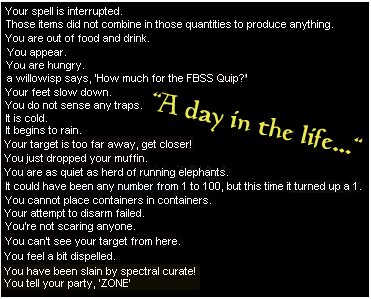 Your spell is interrupted.
Those items did not combine in those quantities to produce anything.
You are out of food and drink.
You appear.
You are hungry.
a willowisp says, 'How much for the FBSS Quip?'
Your feet slow down.
You do not sense any traps.
It is cold.
It begins to rain.
Your target is too far away, get closer!
You just dropped your muffin.
You are as quiet as herd of running elephants.
It could have been any number from 1 to 100, but this time it turned up a 1.
You cannot place containers in containers.
Your attempt to disarm failed.
You're not scaring anyone.
You can't see your target from here.
You feel a bit dispelled.
You have been slain by spectral curate!
You tell your party, 'ZONE'
"A day in the life..."